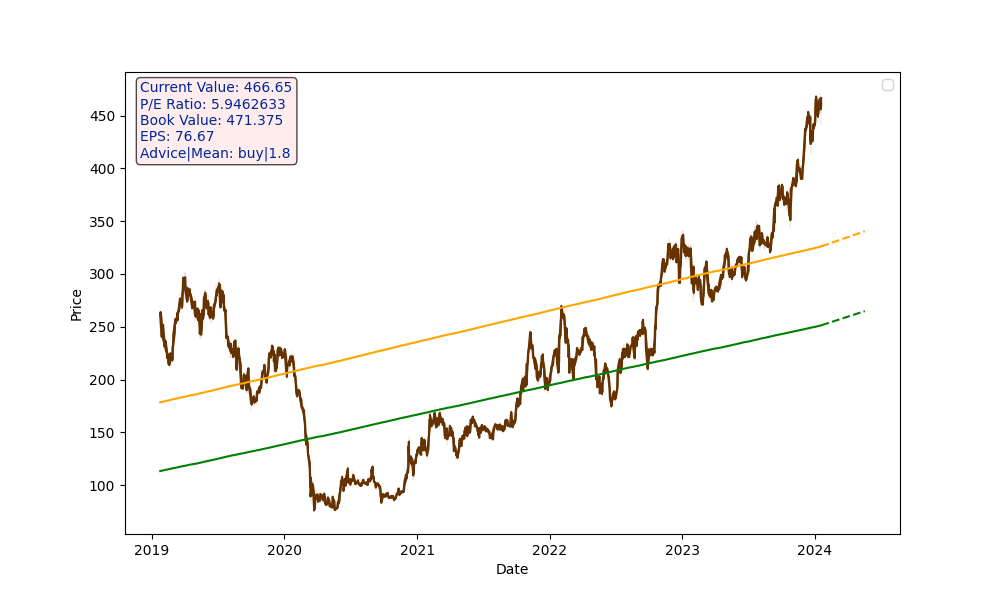 Current Value: 466.65
P/E Ratio: 5.9462633
Book Value: 471.375
EPS: 76.67
Advice|Mean: buy|1.8
450
400
350
300
250
200
150
100
Price
2019 2020 2021 2022 2023 2024
Date